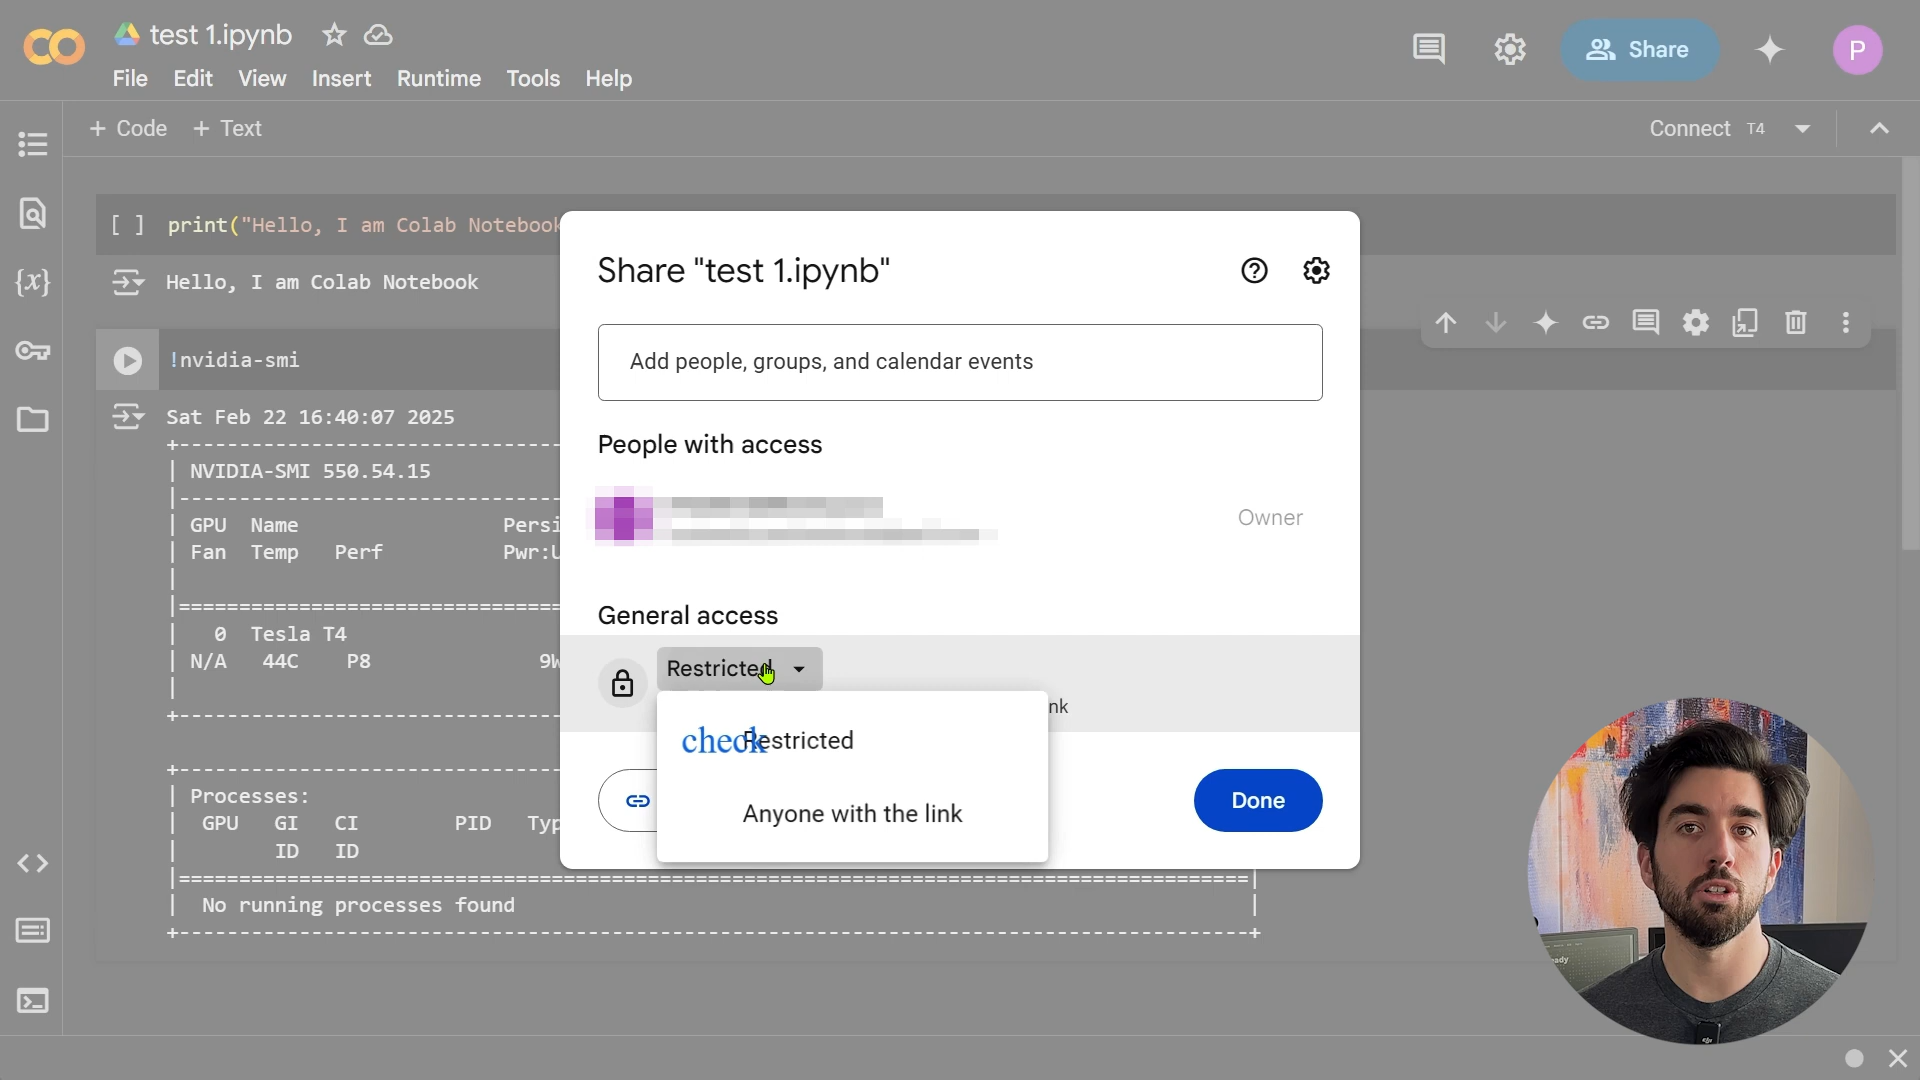 test 1.ipynb
File Edit View Insert Runtime Tools Help
Share
P
+ Code + Text
Connect T4
[ ] print("Hello, I am Colab Notebook
Hello, I am Colab Notebook
!nvidia-smi
Sat Feb 22 16:40:07 2025
NVIDIA-SMI 550.54.15
GPU Name Persi
Fan Temp Perf Pwr:U
0 Tesla T4
N/A 44C P8 9W
Processes:
GPU GI CI PID Typ
ID ID
No running processes found
Share "test 1.ipynb"
Add people, groups, and calendar events
People with access
Owner
General access
Restricted
nk
check Restricted
Anyone with the link
Done